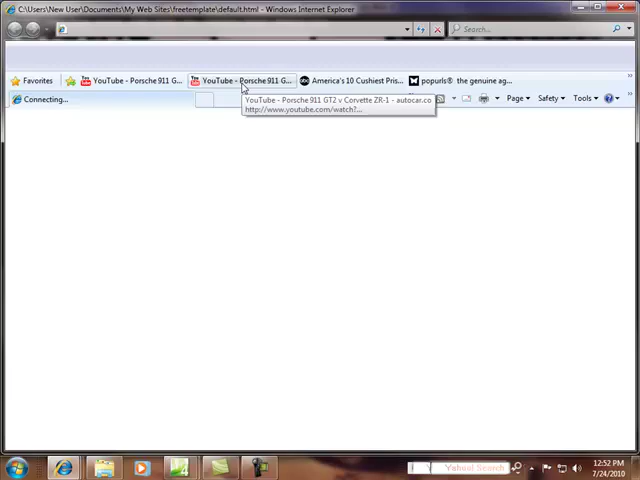 C:\Users\New User\Documents\My Web Sites\freetemplate\default.html - Windows Internet Explorer
Search...
Favorites
YouTube - Porsche 911 G...
YouTube - Porsche 911 G...
America's 10 Cushiest Pris...
popurls® the genuine ag...
Connecting...
Page
Safety
Tools
YouTube - Porsche 911 GT2 v Corvette ZR-1 - autocar.co
http://www.youtube.com/watch?...
Yahoo! Search
12:52 PM
7/24/2010